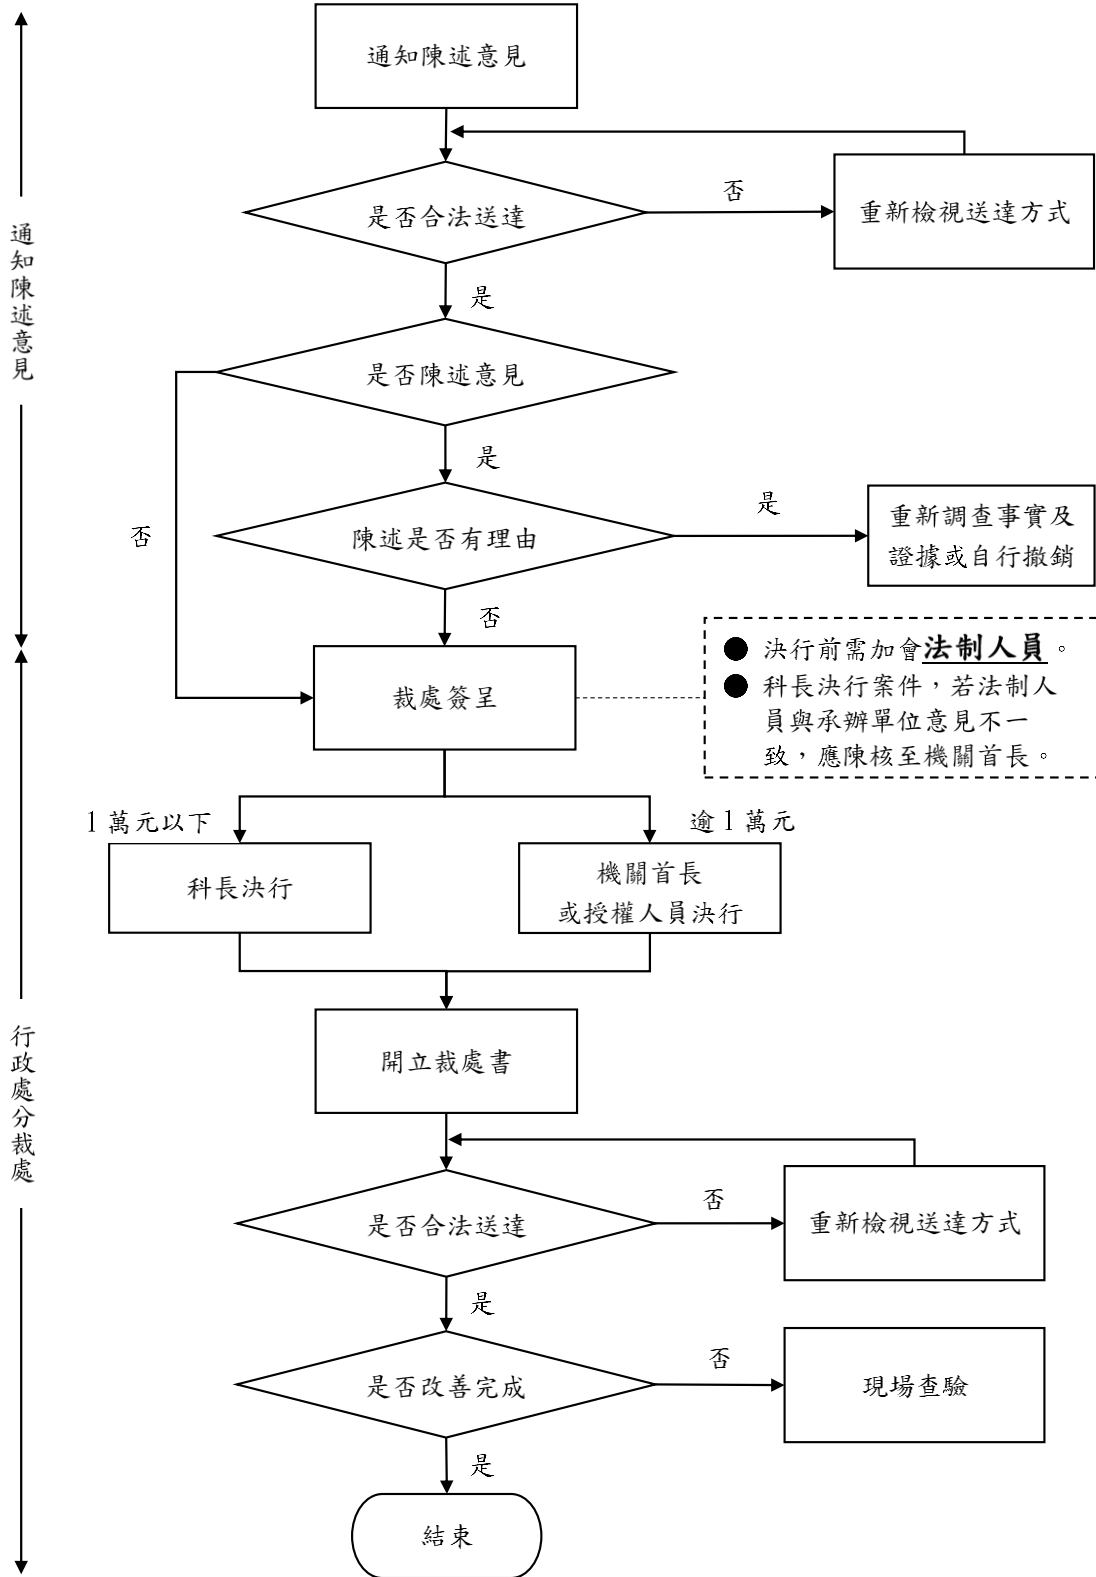 通知陳述意見
是否合法送達
否
重新檢視送達方式
是
通知陳述意見
是否陳述意見
是
否
陳述是否有理由
是
重新調查事實及
證據或自行撤銷
否
裁處簽呈
● 決行前需加會法制人員。
● 科長決行案件，若法制人
員與承辦單位意見不一
致，應陳核至機關首長。
1萬元以下
逾1萬元
科長決行
機關首長
或授權人員決行
開立裁處書
行政處分裁處
是否合法送達
否
重新檢視送達方式
是
是否改善完成
否
現場查驗
是
結束